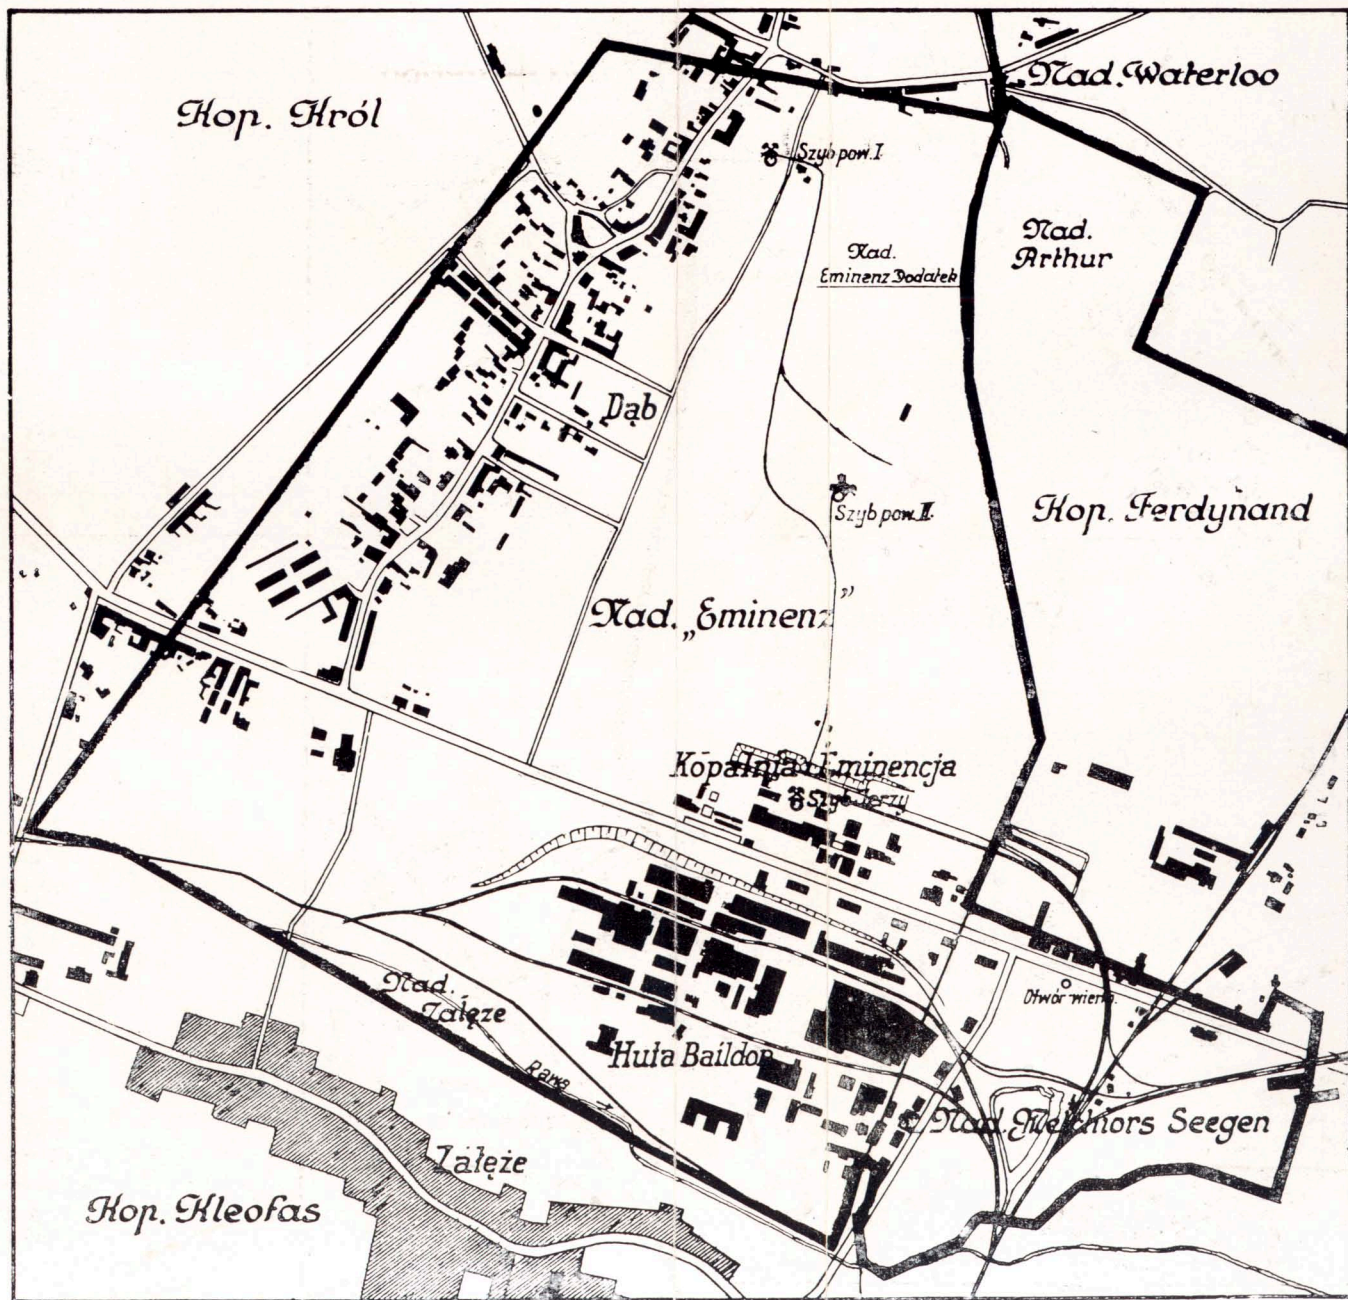 Nad. Waterloo
Kop. Król
Szyb pow. I.
Nad.
Arthur
Nad.
Eminenz Dodatek
Dąb
Szyb pow. II.
Kop. Ferdynand
Nad. „Eminenz”
Kopalnia Eminencja
Szyb Jerzy
Nad.
Załęże
Otwór wiertn.
Huta Baildon
Rawa
Nad. Melchiors Seegen
Załęże
Kop. Kleofas